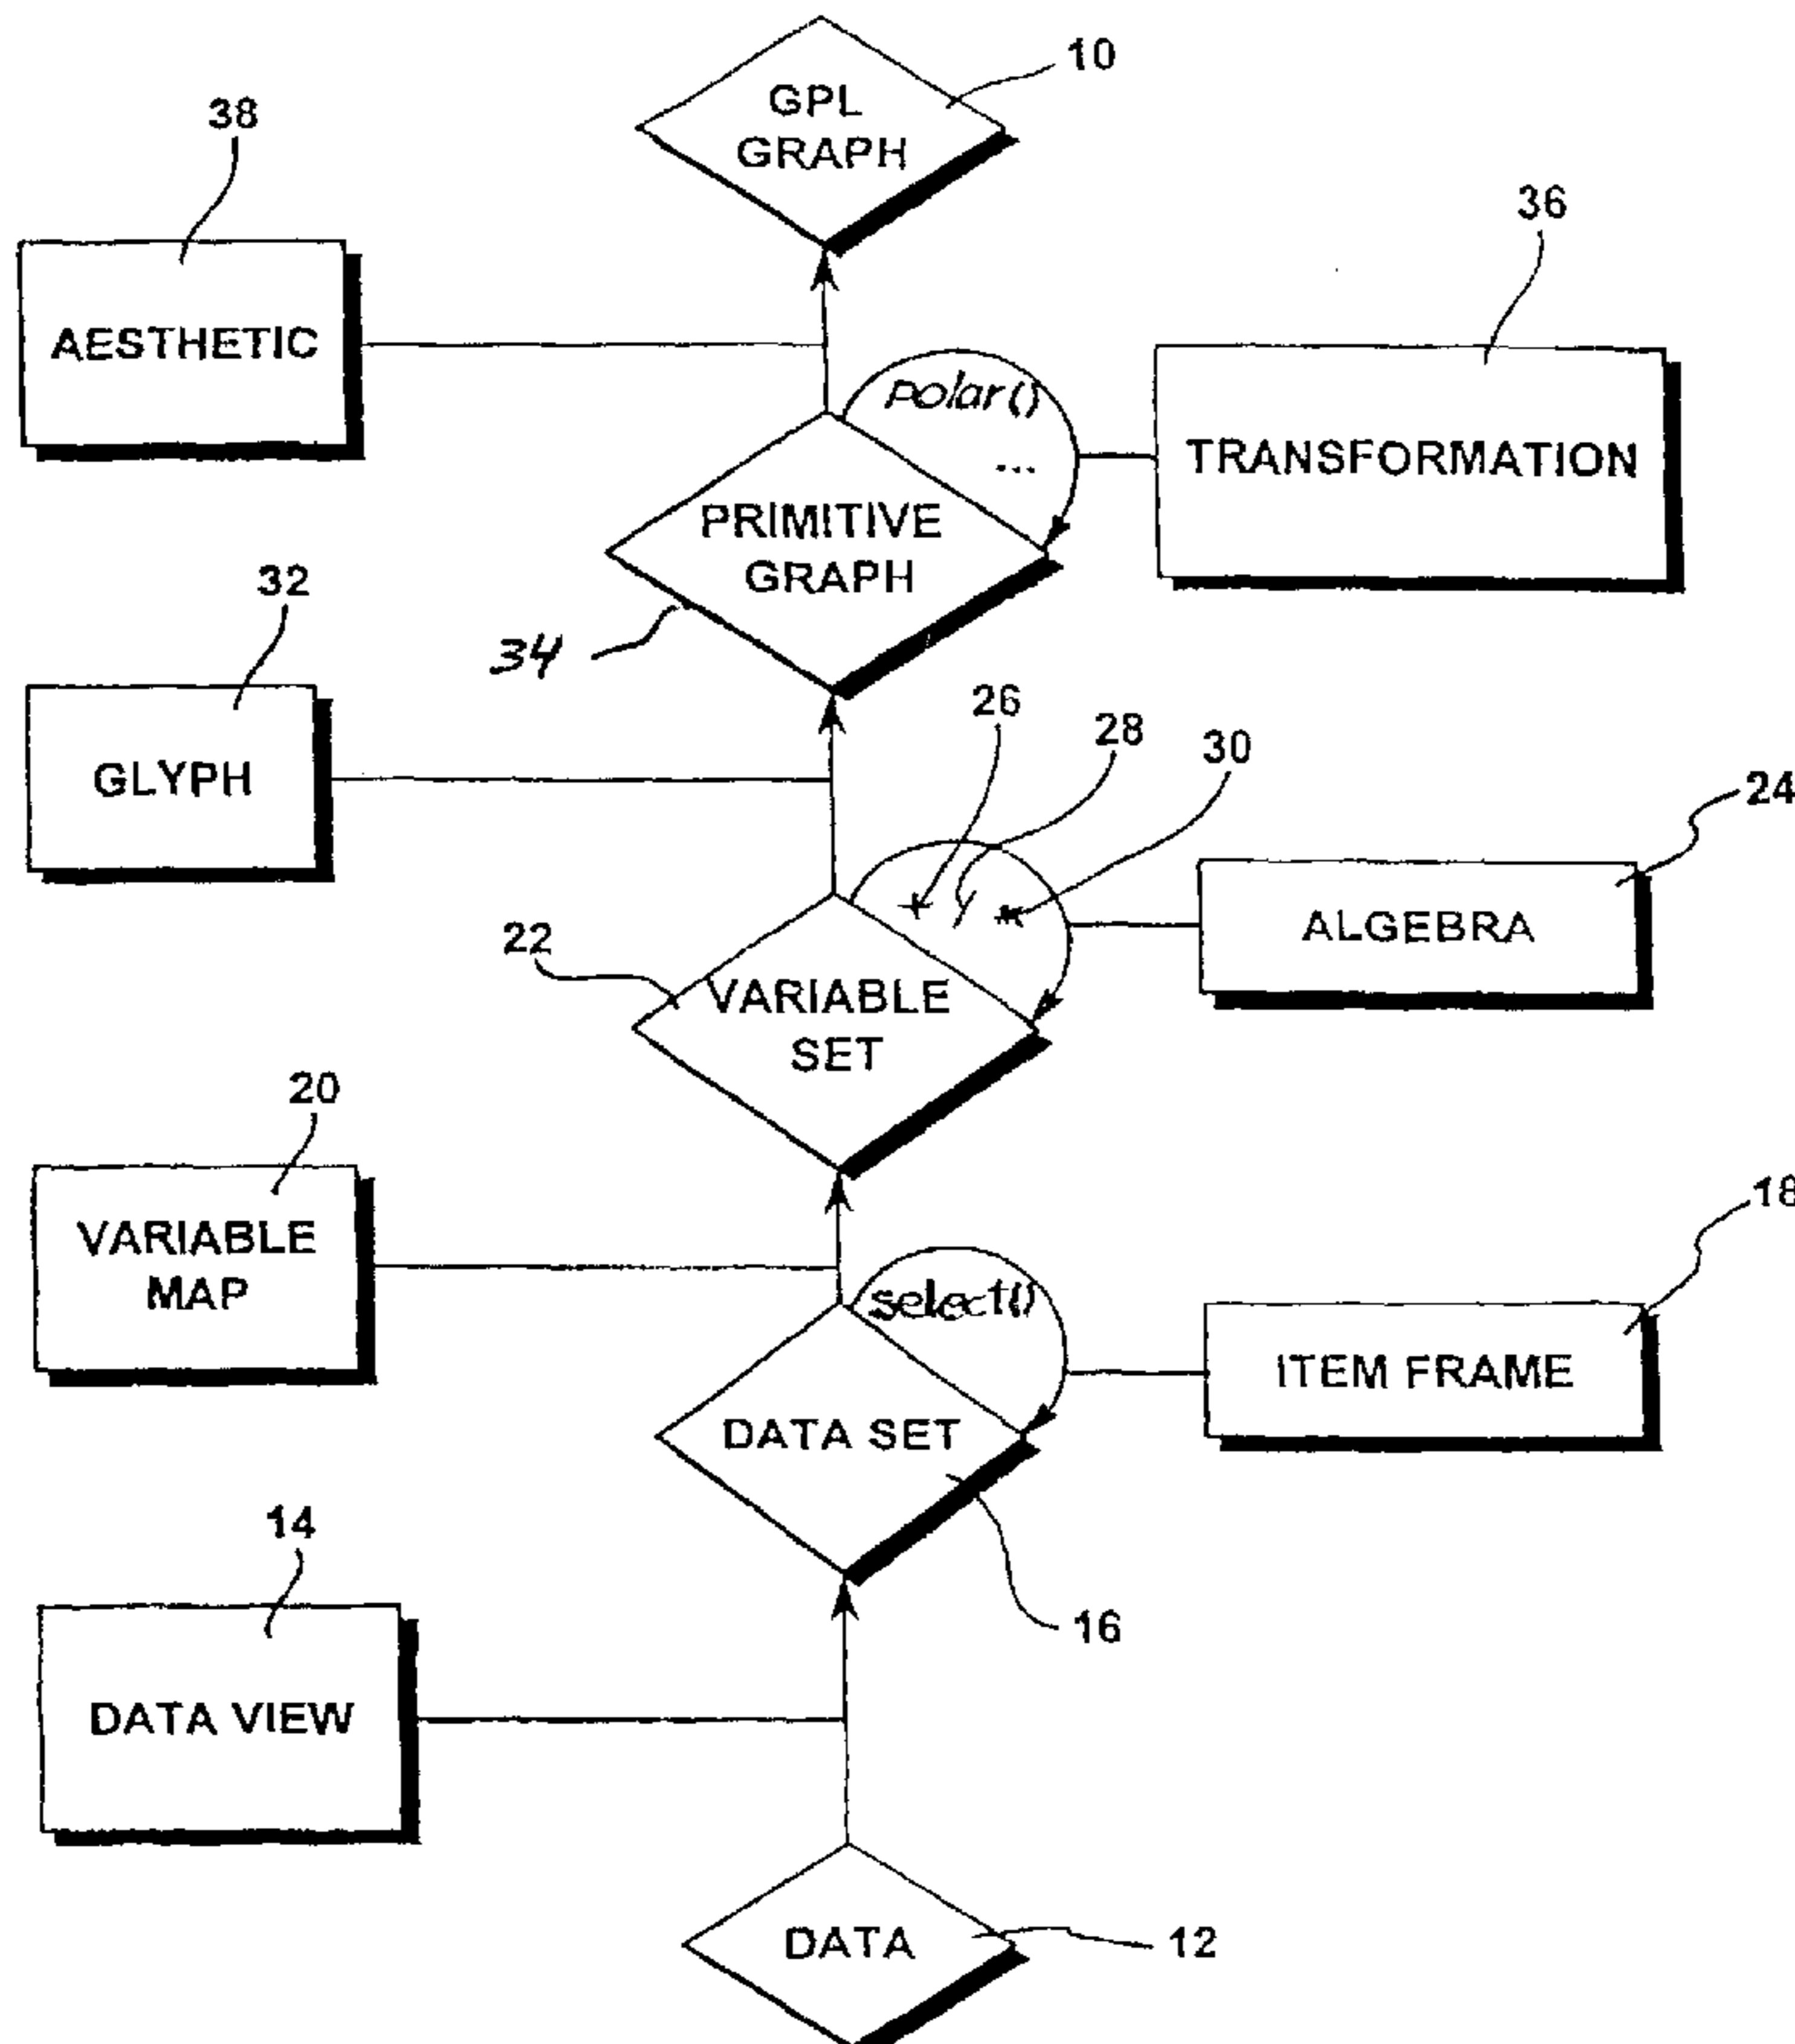 10
GPL
GRAPH
38
36
AESTHETIC
polar()
...
TRANSFORMATION
PRIMITIVE
GRAPH
32
34
26
28
30
GLYPH
24
+
/
*
ALGEBRA
22
VARIABLE
SET
20
18
VARIABLE
MAP
select()
ITEM FRAME
DATA SET
14
16
DATA VIEW
DATA
12